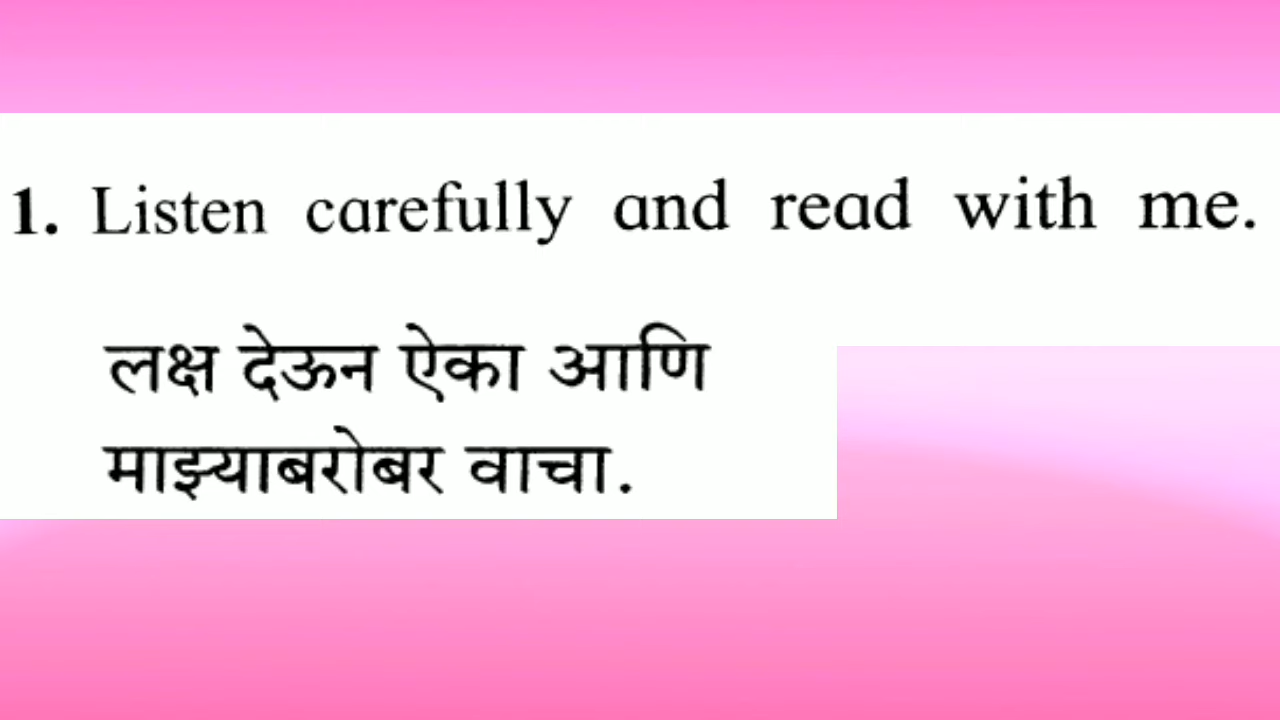 1. Listen carefully and read with me.
लक्ष देऊन ऐका आणि
माझ्याबरोबर वाचा.